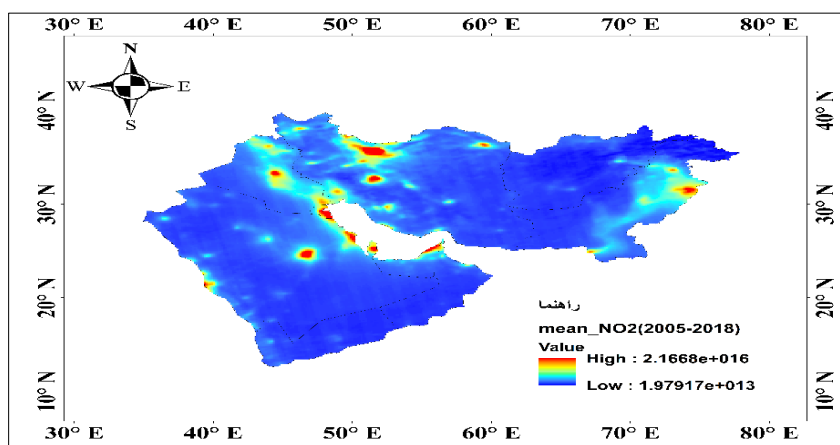 30° E 40° E 50° E 60° E 70° E 80° E
N
W E
S
40° N 40° N
30° N 30° N
20° N 20° N
10° N 10° N
راهنما
mean_NO2(2005-2018)
Value
High : 2.1668e+016
Low : 1.97917e+013
30° E 40° E 50° E 60° E 70° E 80° E